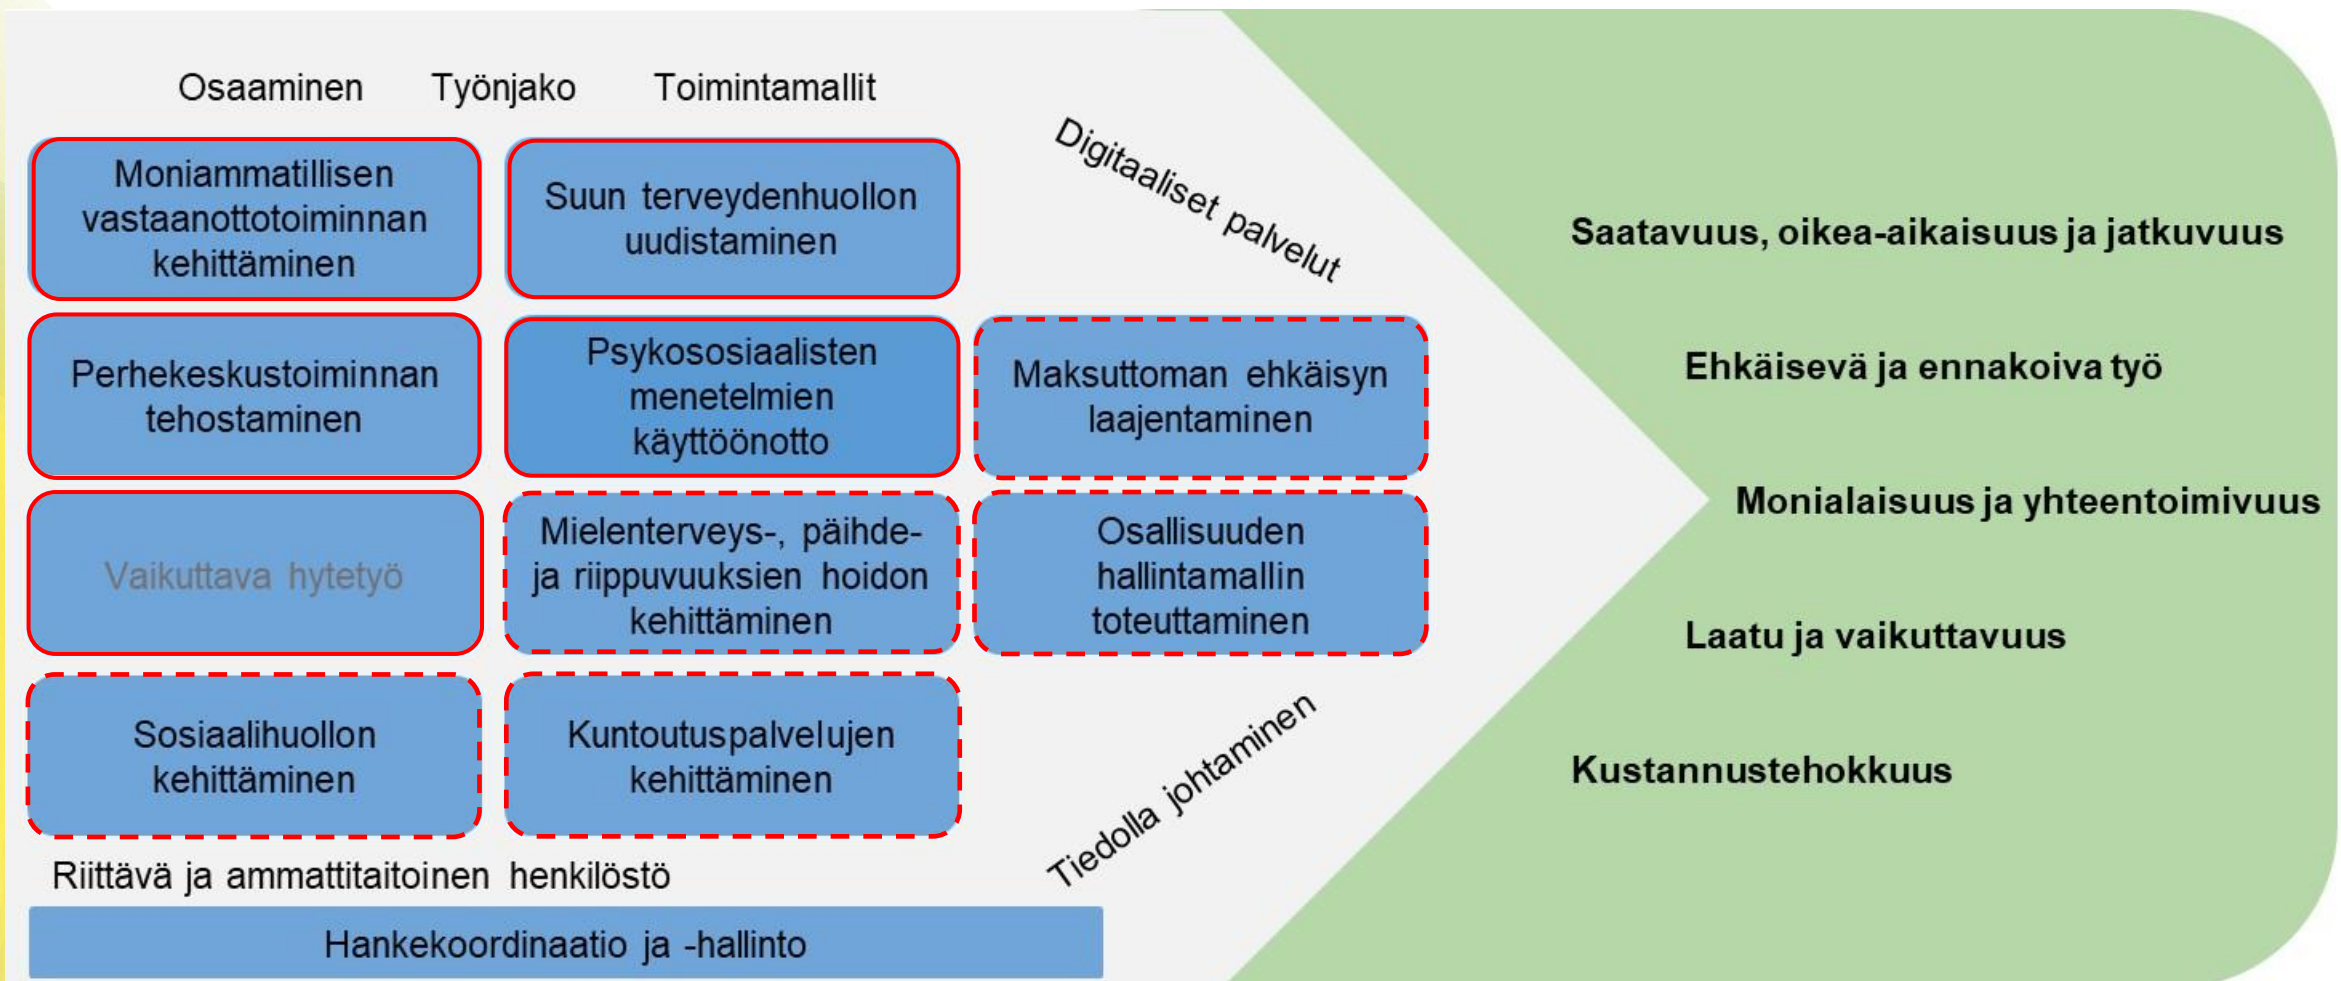 Osaaminen Työnjako Toimintamallit
Digitaaliset palvelut
Moniammatillisen
vastaanottotoiminnan
kehittäminen
Suun terveydenhuollon
uudistaminen
Perhekeskustoiminnan
tehostaminen
Psykososiaalisten
menetelmien
käyttöönotto
Maksuttoman ehkäisyn
laajentaminen
Vaikuttava hytetyö
Mielenterveys-, päihde-
ja riippuvuuksien hoidon
kehittäminen
Osallisuuden
hallintamallin
toteuttaminen
Sosiaalihuollon
kehittäminen
Kuntoutuspalvelujen
kehittäminen
Tiedolla johtaminen
Riittävä ja ammattitaitoinen henkilöstö
Hankekoordinaatio ja -hallinto
Saatavuus, oikea-aikaisuus ja jatkuvuus
Ehkäisevä ja ennakoiva työ
Monialaisuus ja yhteentoimivuus
Laatu ja vaikuttavuus
Kustannustehokkuus